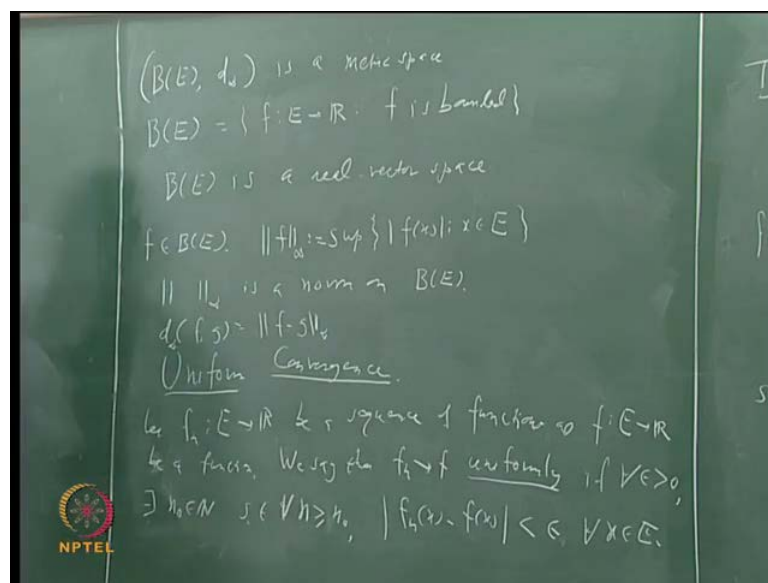 (B(E), d∞) is a metric space
B(E) = { f : E → ℝ : f is bounded }
B(E) is a real vector space
f ∈ B(E). ||f||∞ := sup { |f(x)| : x ∈ E }
|| ||∞ is a norm on B(E).
d∞(f, g) = ||f - g||∞
Uniform Convergence.
Let fₙ : E → ℝ be a sequence of functions f : E → ℝ
be a function. We say that fₙ → f uniformly if ∀ ε > 0,
∃ n₀ ∈ N s.t ∀ n ≥ n₀, |fₙ(x) - f(x)| < ε ∀ x ∈ E.
NPTEL